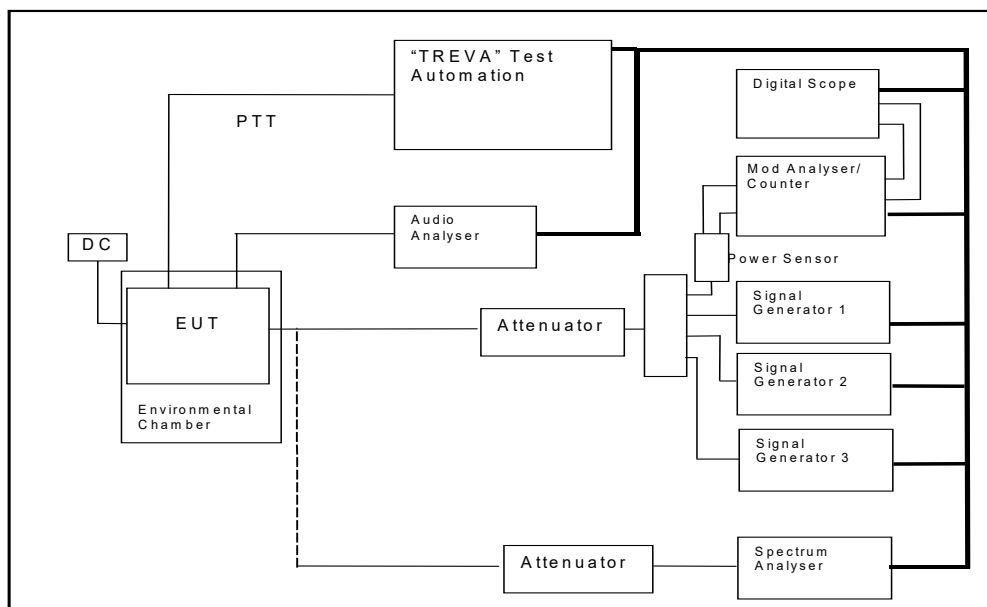 “TREVA” Test
Automation
PTT
Digital Scope
Mod Analyser/
Counter
Audio
Analyser
DC
Power Sensor
EUT
Attenuator
Signal
Generator 1
Signal
Generator 2
Environmental
Chamber
Signal
Generator 3
Attenuator
Spectrum
Analyser